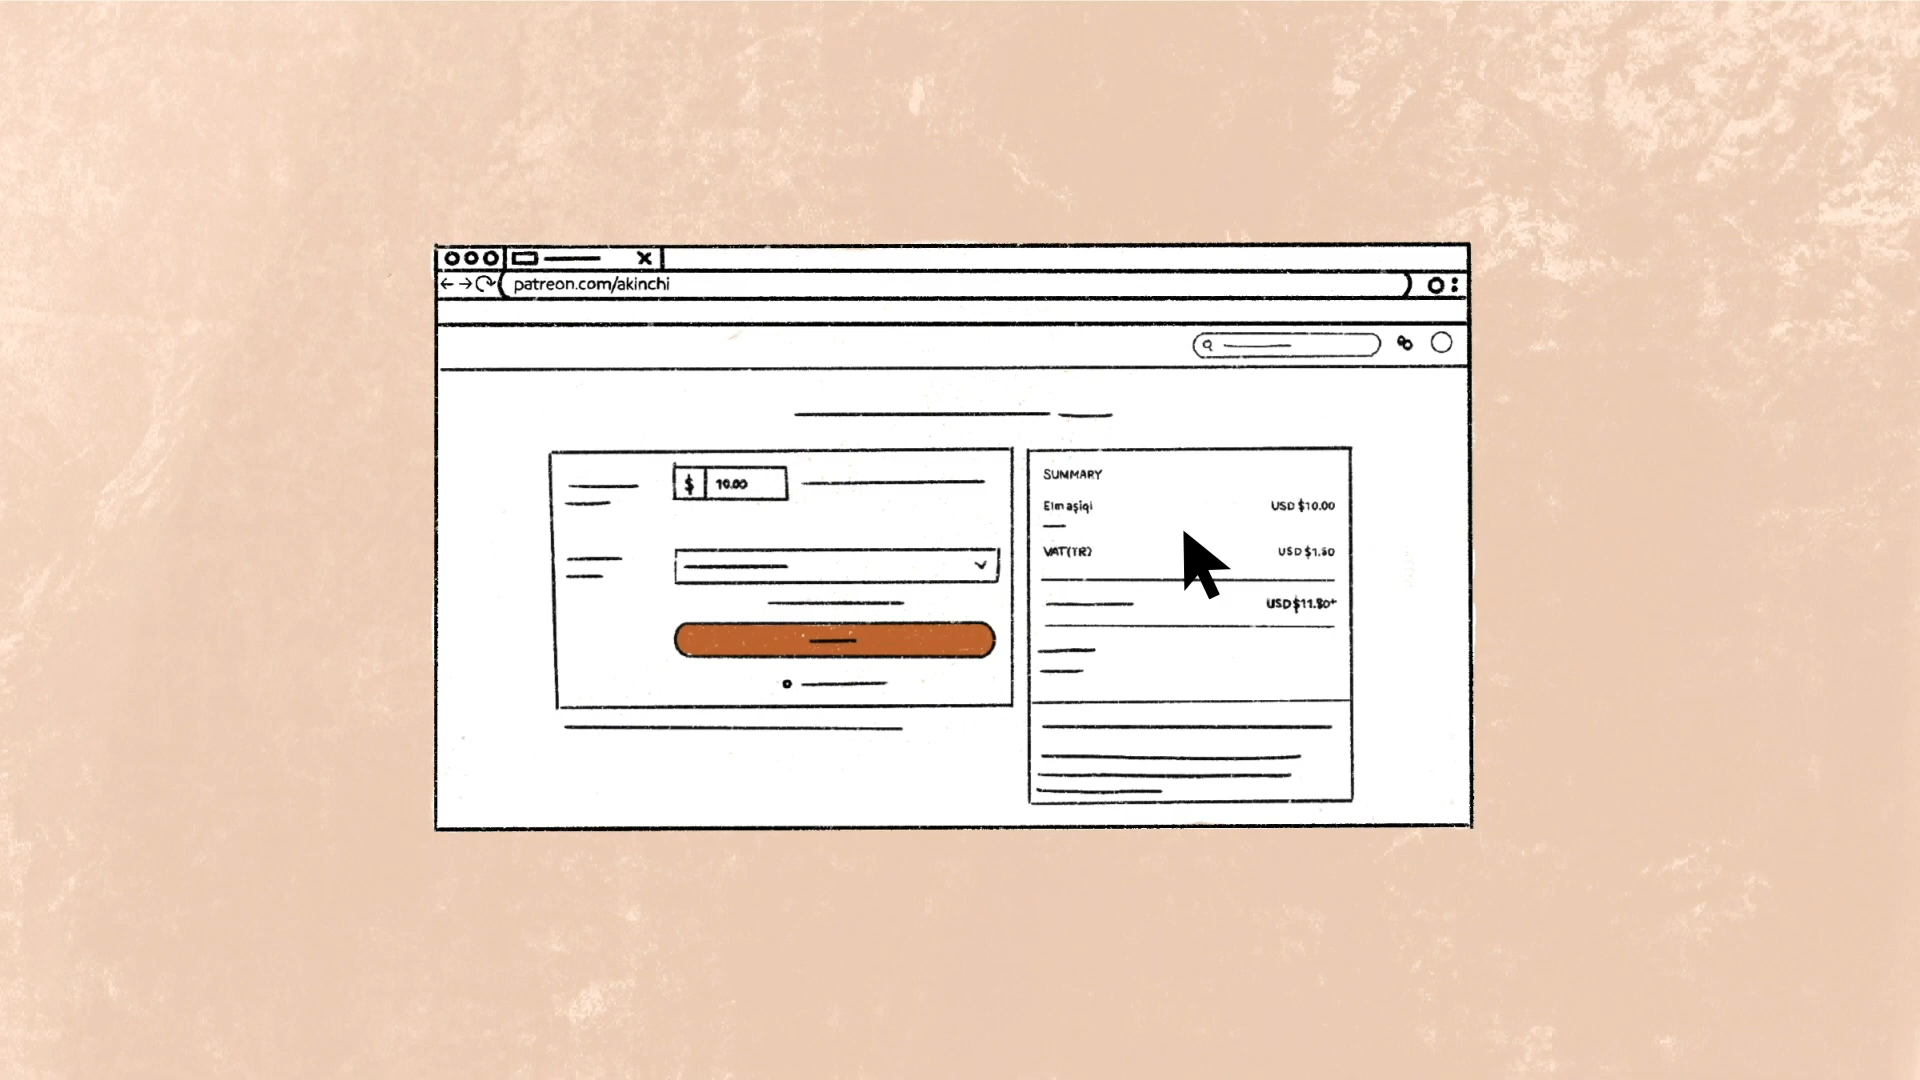 patreon.com/akinchi
$ 10.00
SUMMARY
Elm aşiqi USD $10.00
VAT(TR) USD $1.80
USD $11.80*